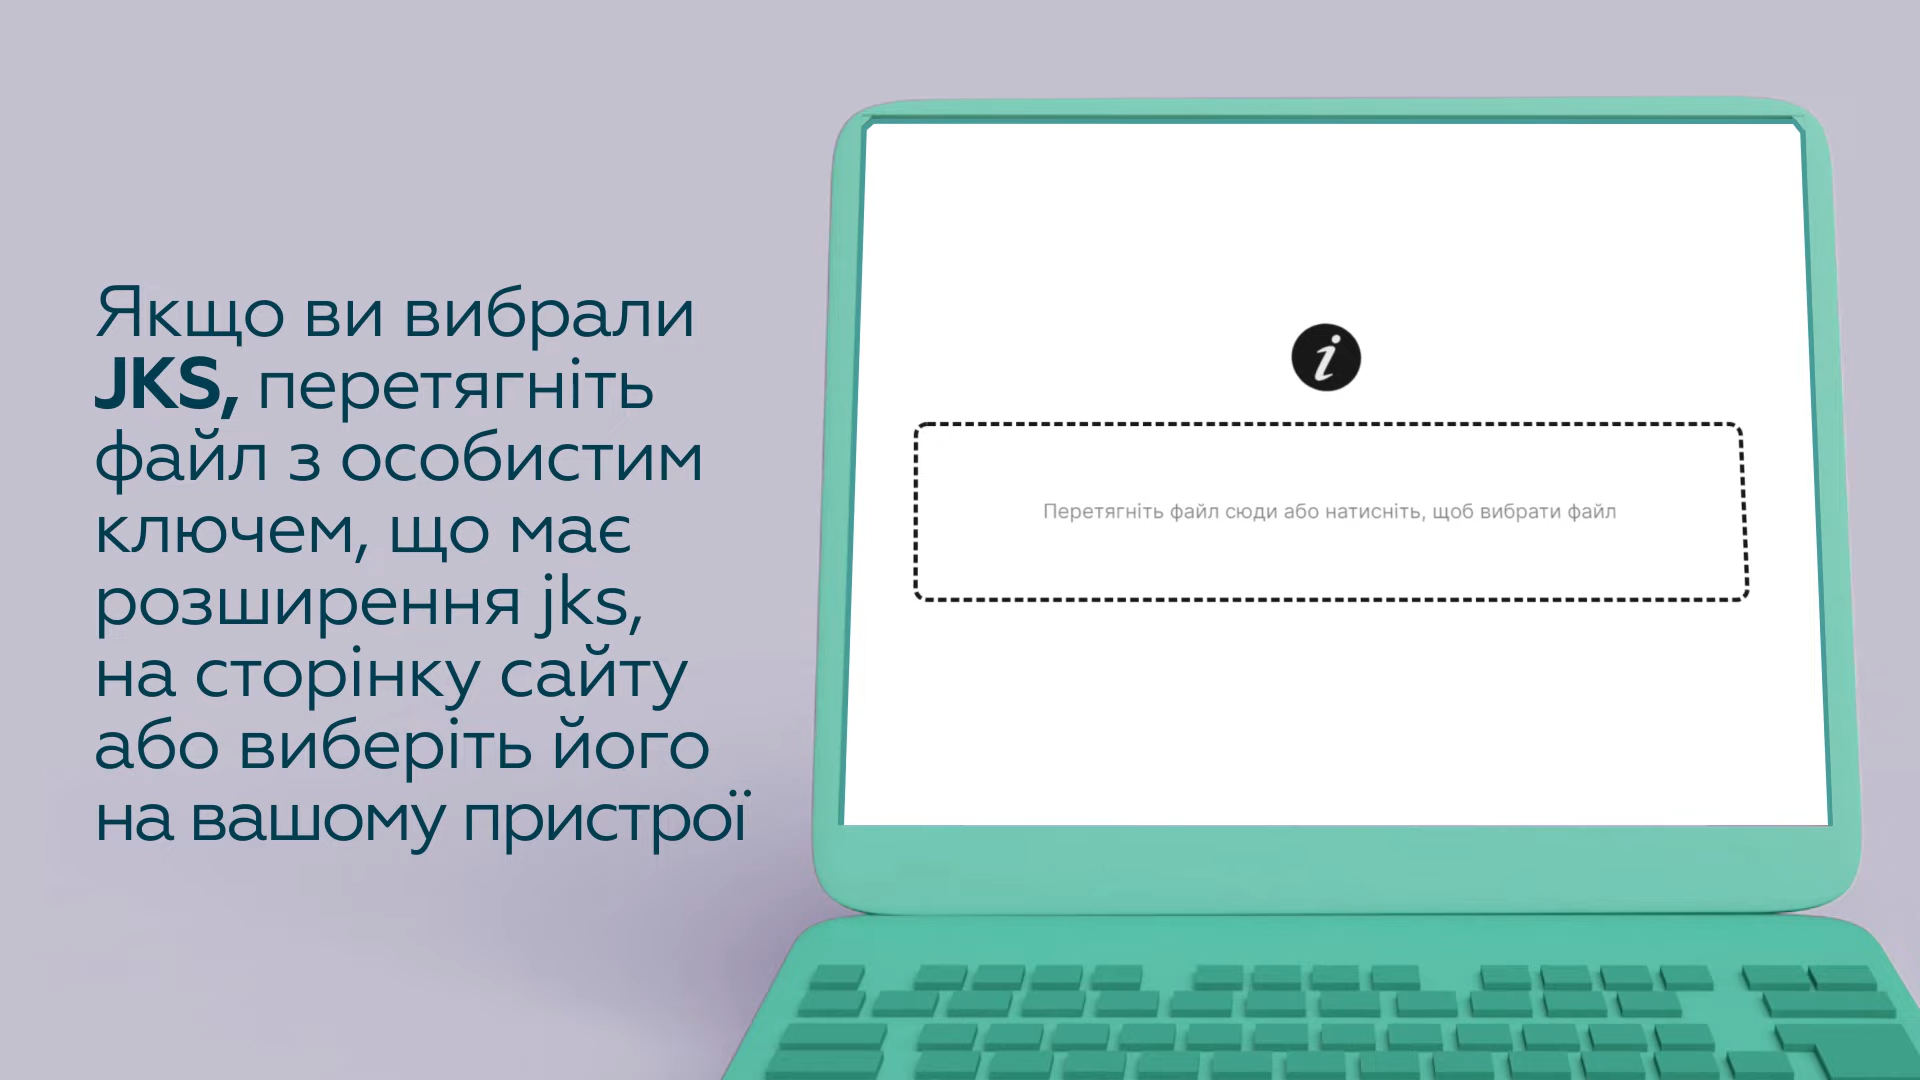 Якщо ви вибрали
JKS, перетягніть
файл з особистим
ключем, що має
розширення jks,
на сторінку сайту
або виберіть його
на вашому пристрої
i
Перетягніть файл сюди або натисніть, щоб вибрати файл